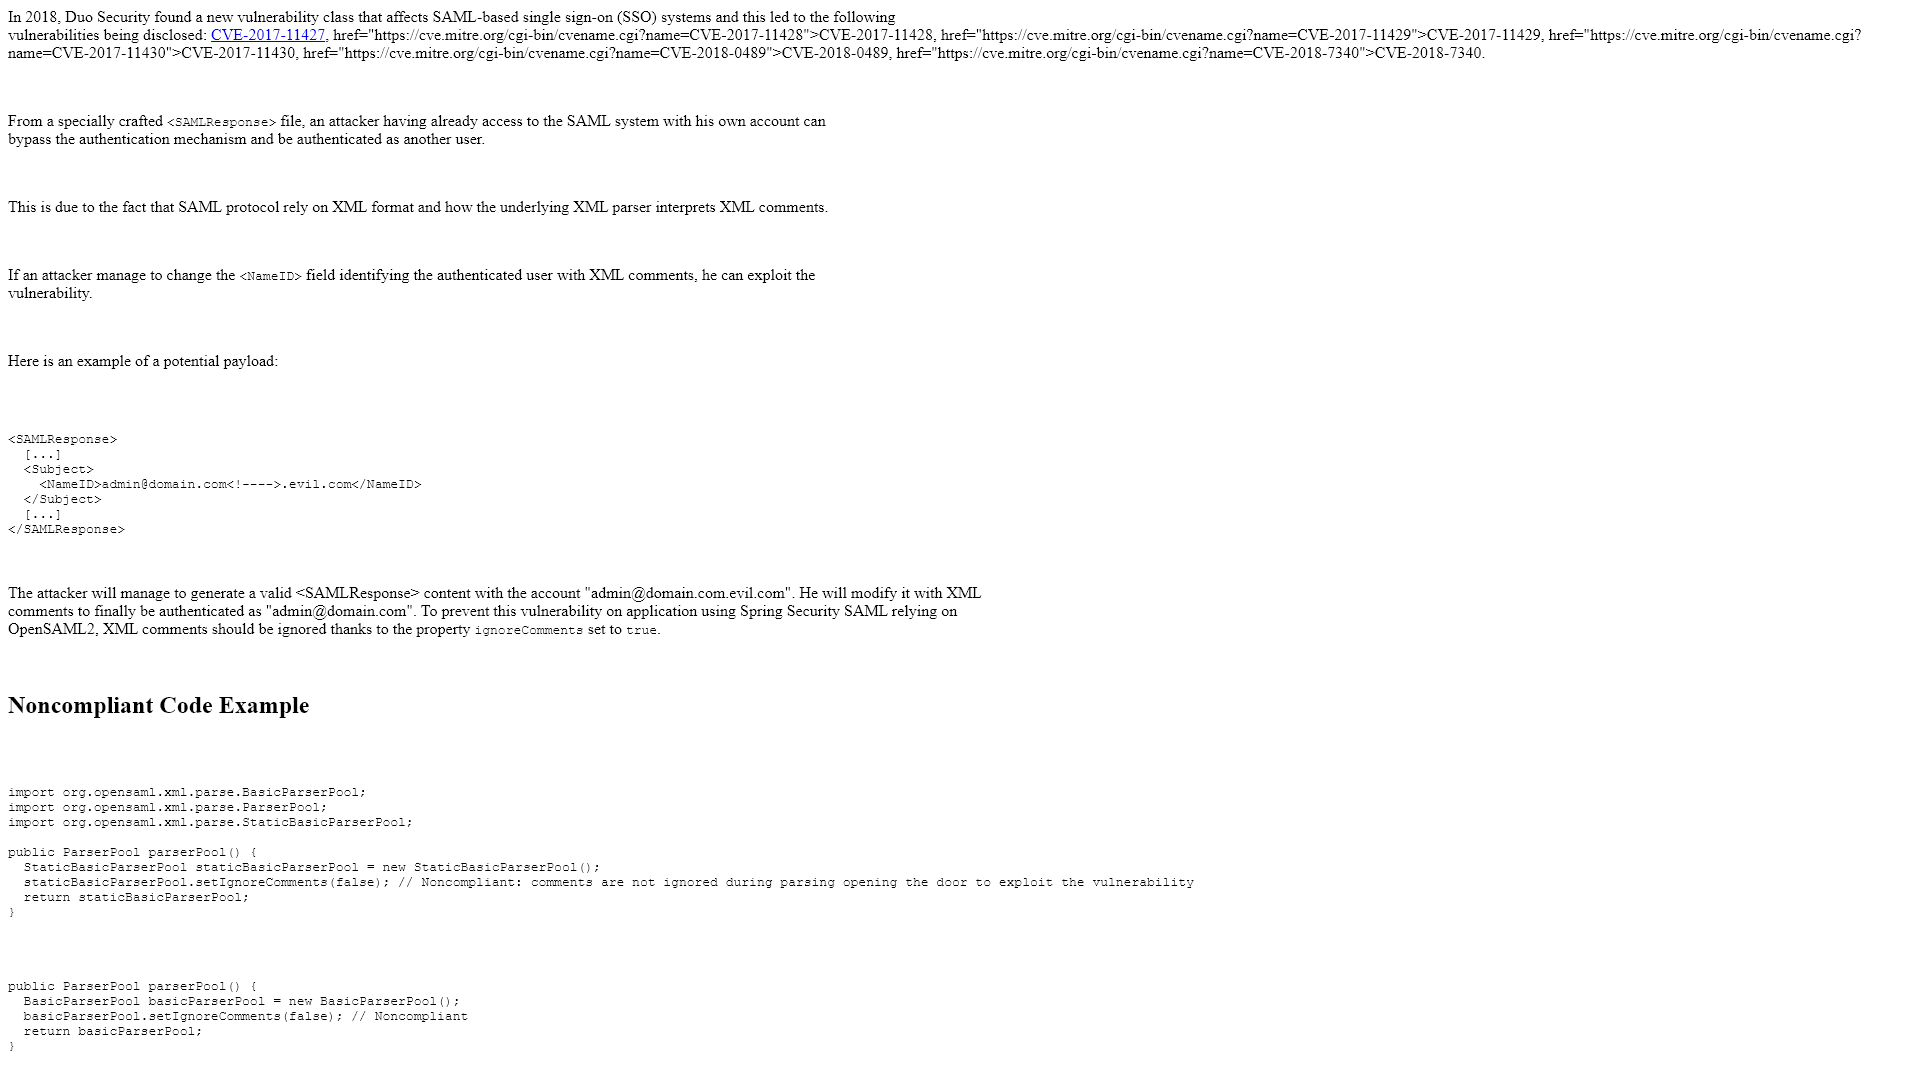 In 2018, Duo Security found a new vulnerability class that affects SAML-based single sign-on (SSO) systems and this led to the following
vulnerabilities being disclosed: CVE-2017-11427, href="https://cve.mitre.org/cgi-bin/cvename.cgi?name=CVE-2017-11428">CVE-2017-11428, href="https://cve.mitre.org/cgi-bin/cvename.cgi?name=CVE-2017-11429">CVE-2017-11429, href="https://cve.mitre.org/cgi-bin/cvename.cgi?
name=CVE-2017-11430">CVE-2017-11430, href="https://cve.mitre.org/cgi-bin/cvename.cgi?name=CVE-2018-0489">CVE-2018-0489, href="https://cve.mitre.org/cgi-bin/cvename.cgi?name=CVE-2018-7340">CVE-2018-7340.
From a specially crafted <SAMLResponse> file, an attacker having already access to the SAML system with his own account can
bypass the authentication mechanism and be authenticated as another user.
This is due to the fact that SAML protocol rely on XML format and how the underlying XML parser interprets XML comments.
If an attacker manage to change the <NameID> field identifying the authenticated user with XML comments, he can exploit the
vulnerability.
Here is an example of a potential payload:
<SAMLResponse>
  [...]
  <Subject>
    <NameID>admin@domain.com<!---->.evil.com</NameID>
  </Subject>
  [...]
</SAMLResponse>
The attacker will manage to generate a valid <SAMLResponse> content with the account "admin@domain.com.evil.com". He will modify it with XML
comments to finally be authenticated as "admin@domain.com". To prevent this vulnerability on application using Spring Security SAML relying on
OpenSAML2, XML comments should be ignored thanks to the property ignoreComments set to true.
Noncompliant Code Example
import org.opensaml.xml.parse.BasicParserPool;
import org.opensaml.xml.parse.ParserPool;
import org.opensaml.xml.parse.StaticBasicParserPool;
public ParserPool parserPool() {
  StaticBasicParserPool staticBasicParserPool = new StaticBasicParserPool();
  staticBasicParserPool.setIgnoreComments(false); // Noncompliant: comments are not ignored during parsing opening the door to exploit the vulnerability
  return staticBasicParserPool;
}
public ParserPool parserPool() {
  BasicParserPool basicParserPool = new BasicParserPool();
  basicParserPool.setIgnoreComments(false); // Noncompliant
  return basicParserPool;
}